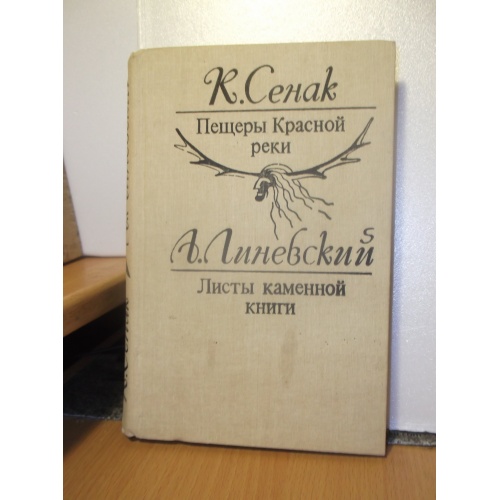 К. Сенак
Пещеры Красной
реки
А. Линевский
Листы каменной
книги